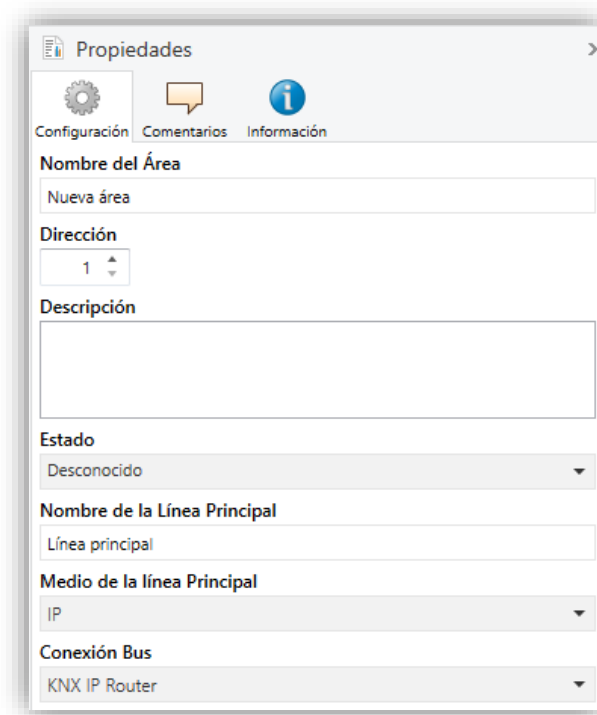 Propiedades
Configuración Comentarios Información
Nombre del Área
Nueva área
Dirección
1
Descripción
Estado
Desconocido
Nombre de la Línea Principal
Línea principal
Medio de la línea Principal
IP
Conexión Bus
KNX IP Router